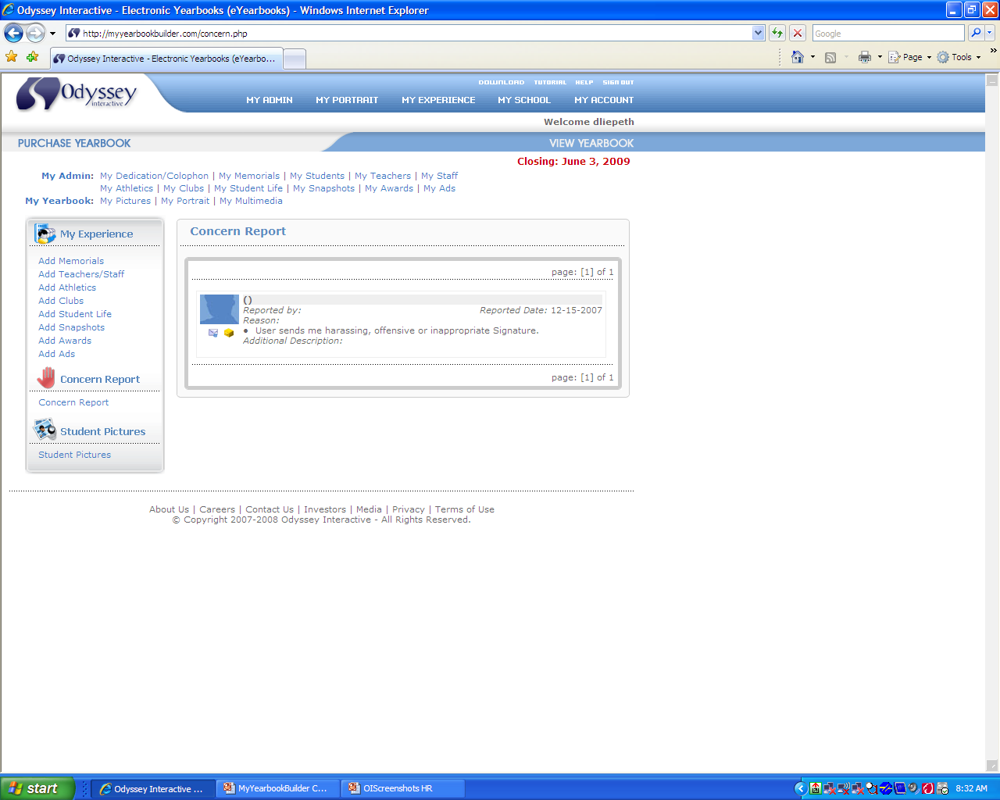 Odyssey Interactive - Electronic Yearbooks (eYearbooks) - Windows Internet Explorer
http://myyearbookbuilder.com/concern.php
Google
Odyssey Interactive - Electronic Yearbooks (eYearbo...
Page
Tools
Odyssey
interactive
DOWNLOAD TUTORIAL HELP SIGN OUT
MY ADMIN MY PORTRAIT MY EXPERIENCE MY SCHOOL MY ACCOUNT
Welcome dliepeth
PURCHASE YEARBOOK
VIEW YEARBOOK
Closing: June 3, 2009
My Admin: My Dedication/Colophon | My Memorials | My Students | My Teachers | My Staff
My Athletics | My Clubs | My Student Life | My Snapshots | My Awards | My Ads
My Yearbook: My Pictures | My Portrait | My Multimedia
My Experience
Add Memorials
Add Teachers/Staff
Add Athletics
Add Clubs
Add Student Life
Add Snapshots
Add Awards
Add Ads
Concern Report
Concern Report
Student Pictures
Student Pictures
Concern Report
page: [1] of 1
()
Reported by: Reported Date: 12-15-2007
Reason:
• User sends me harassing, offensive or inappropriate Signature.
Additional Description:
page: [1] of 1
About Us | Careers | Contact Us | Investors | Media | Privacy | Terms of Use
© Copyright 2007-2008 Odyssey Interactive - All Rights Reserved.
start
Odyssey Interactive ...
MyYearbookBuilder C...
OIScreenshots HR
8:32 AM